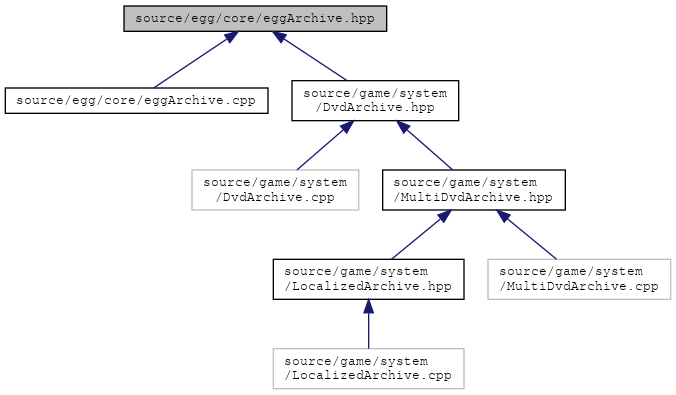 source/egg/core/eggArchive.hpp
source/egg/core/eggArchive.cpp
source/game/system
/DvdArchive.hpp
source/game/system
/DvdArchive.cpp
source/game/system
/MultiDvdArchive.hpp
source/game/system
/LocalizedArchive.hpp
source/game/system
/MultiDvdArchive.cpp
source/game/system
/LocalizedArchive.cpp